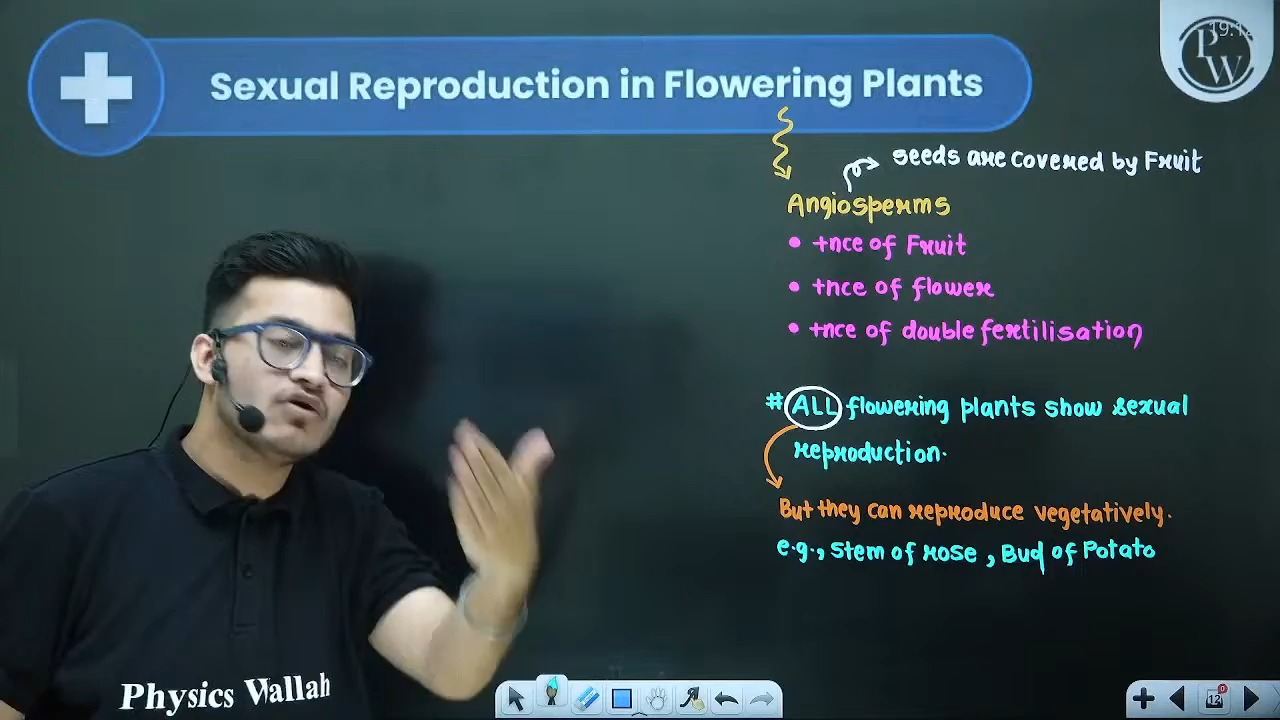 Sexual Reproduction in Flowering Plants
PW
seeds are covered by Fruit
Angiosperms
• +nce of Fruit
• +nce of flower
• +nce of double fertilisation
# ALL flowering plants show sexual
reproduction.
But they can reproduce vegetatively.
e.g., Stem of rose, Bud of Potato
Physics Wallah
12
0